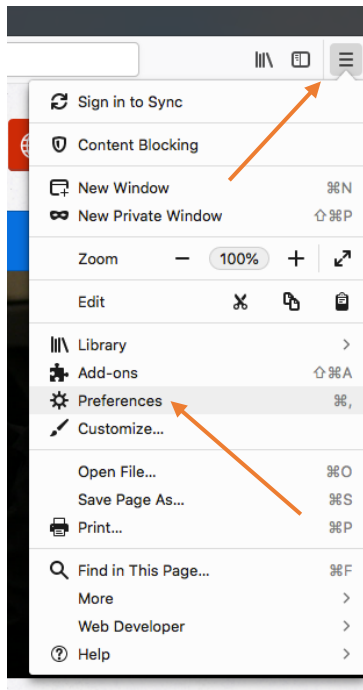 Sign in to Sync
Content Blocking
New Window ⌘N
New Private Window ⇧⌘P
Zoom − 100% +
Edit
Library >
Add-ons ⇧⌘A
Preferences ⌘,
Customize...
Open File... ⌘O
Save Page As... ⌘S
Print... ⌘P
Find in This Page... ⌘F
More >
Web Developer >
Help >